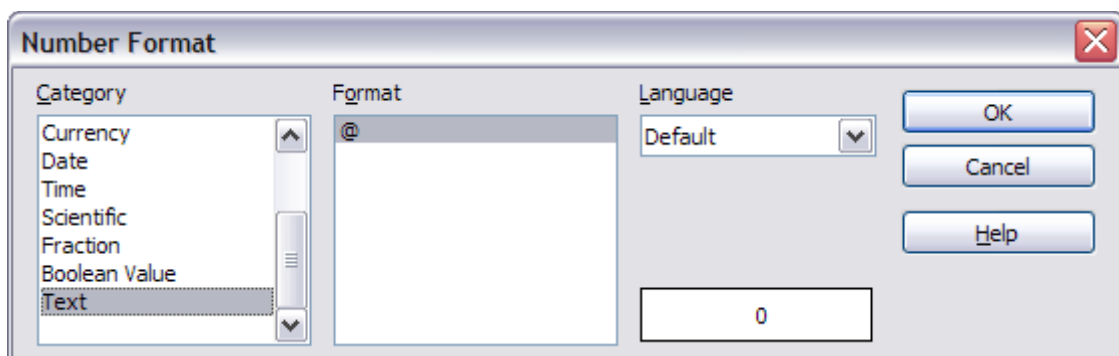 Number Format
Category
Format
Language
Currency
Date
Time
Scientific
Fraction
Boolean Value
Text
@
Default
0
OK
Cancel
Help